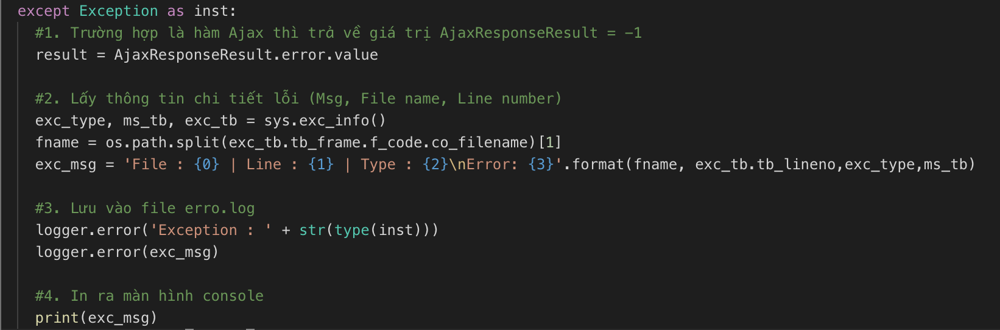 except Exception as inst:
#1. Trường hợp là hàm Ajax thì trả về giá trị AjaxResponseResult = -1
result = AjaxResponseResult.error.value
#2. Lấy thông tin chi tiết lỗi (Msg, File name, Line number)
exc_type, ms_tb, exc_tb = sys.exc_info()
fname = os.path.split(exc_tb.tb_frame.f_code.co_filename)[1]
exc_msg = 'File : {0} | Line : {1} | Type : {2}\nError: {3}'.format(fname, exc_tb.tb_lineno,exc_type,ms_tb)
#3. Lưu vào file erro.log
logger.error('Exception : ' + str(type(inst)))
logger.error(exc_msg)
#4. In ra màn hình console
print(exc_msg)